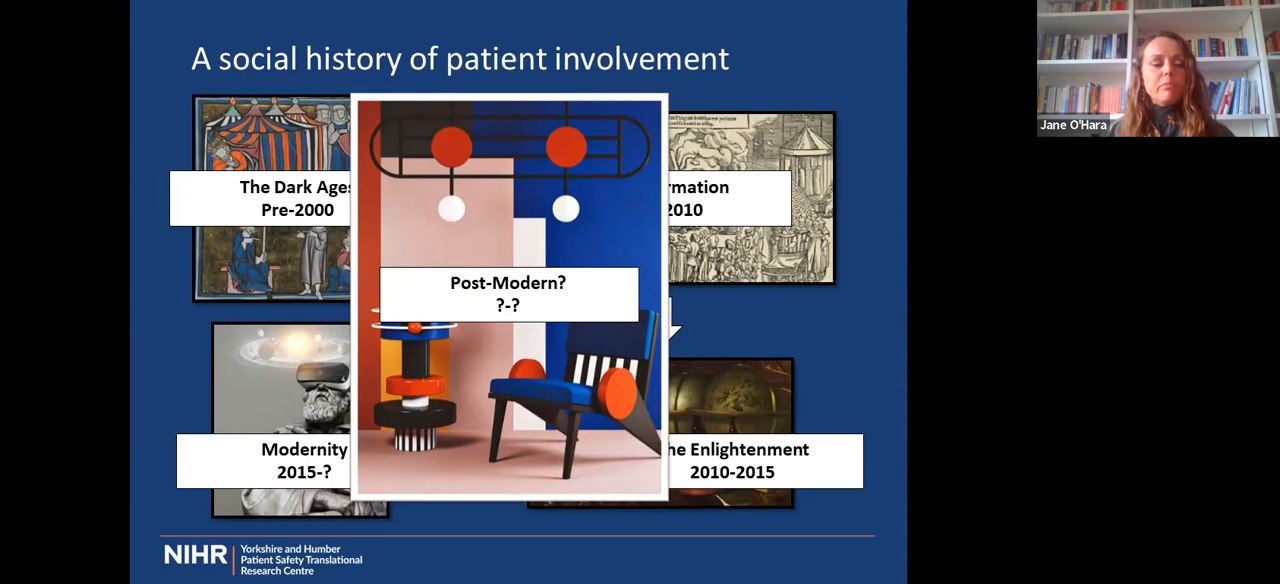 A social history of patient involvement
The Dark Ages
Pre-2000
rmation
2010
Post-Modern?
?-?
Modernity
2015-?
he Enlightenment
2010-2015
NIHR
Yorkshire and Humber
Patient Safety Translational
Research Centre
Jane O'Hara